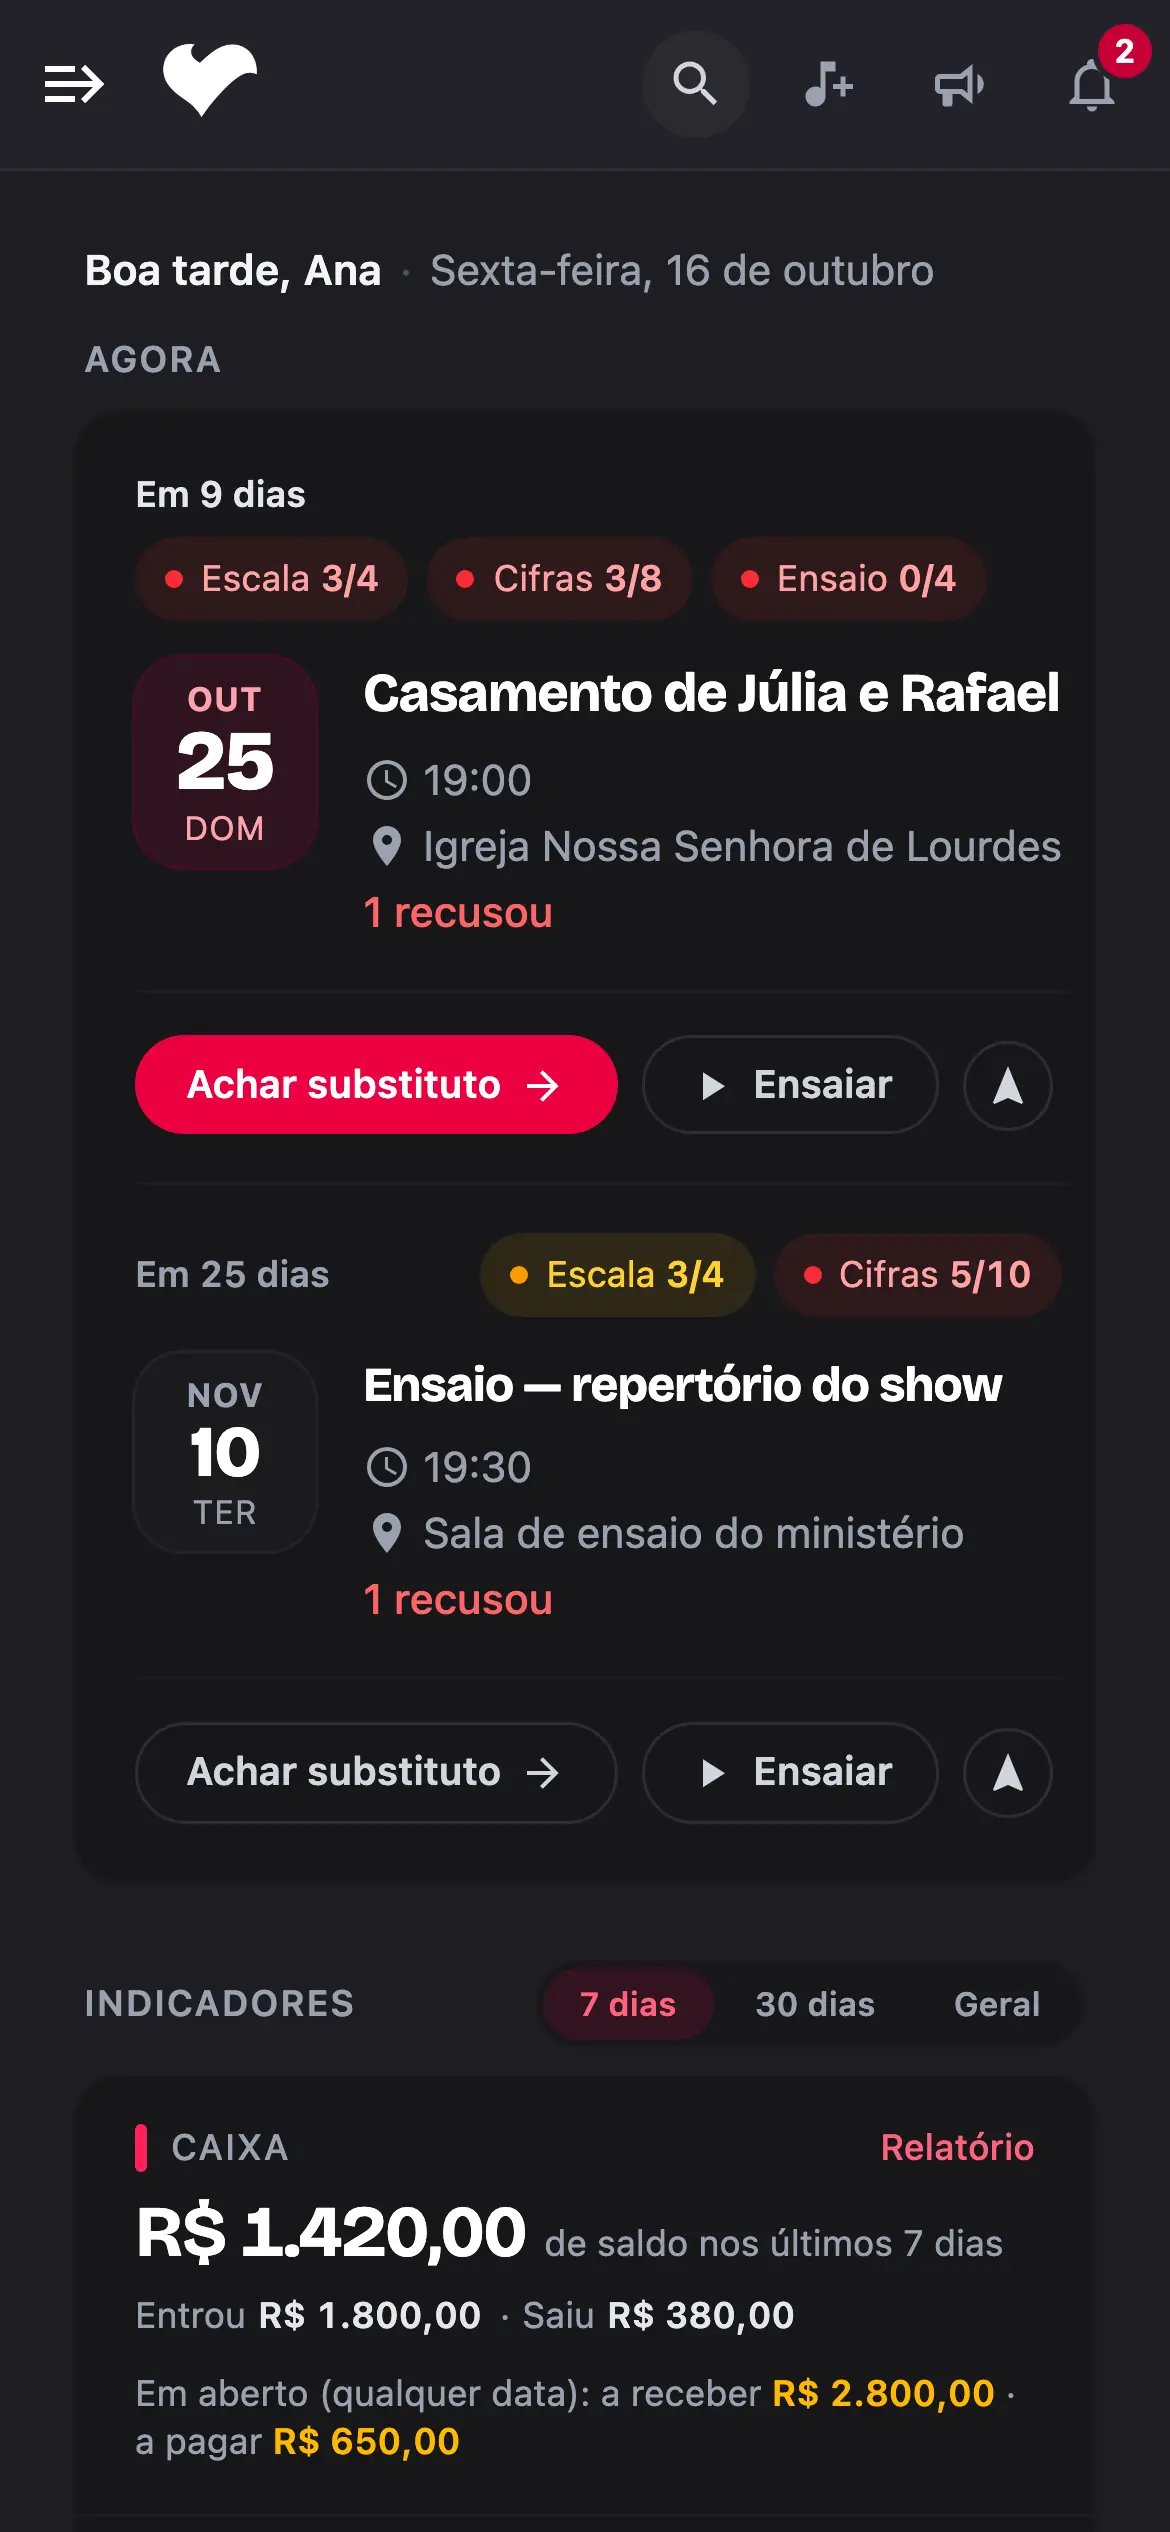 2
Boa tarde, Ana · Sexta-feira, 16 de outubro
AGORA
Em 9 dias
Escala 3/4 Cifras 3/8 Ensaio 0/4
OUT
25
DOM
Casamento de Júlia e Rafael
19:00
Igreja Nossa Senhora de Lourdes
1 recusou
Achar substituto → Ensaiar
Em 25 dias Escala 3/4 Cifras 5/10
NOV
10
TER
Ensaio — repertório do show
19:30
Sala de ensaio do ministério
1 recusou
Achar substituto → Ensaiar
INDICADORES 7 dias 30 dias Geral
CAIXA Relatório
R$ 1.420,00 de saldo nos últimos 7 dias
Entrou R$ 1.800,00 · Saiu R$ 380,00
Em aberto (qualquer data): a receber R$ 2.800,00 ·
a pagar R$ 650,00